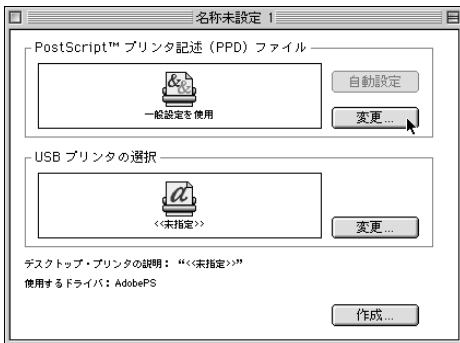 名称未設定 1
PostScript™ プリンタ記述（PPD）ファイル
一般設定を使用
自動設定
変更...
USB プリンタの選択
<<未指定>>
変更...
デスクトップ・プリンタの説明： “<<未指定>>”
使用するドライバ：AdobePS
作成...